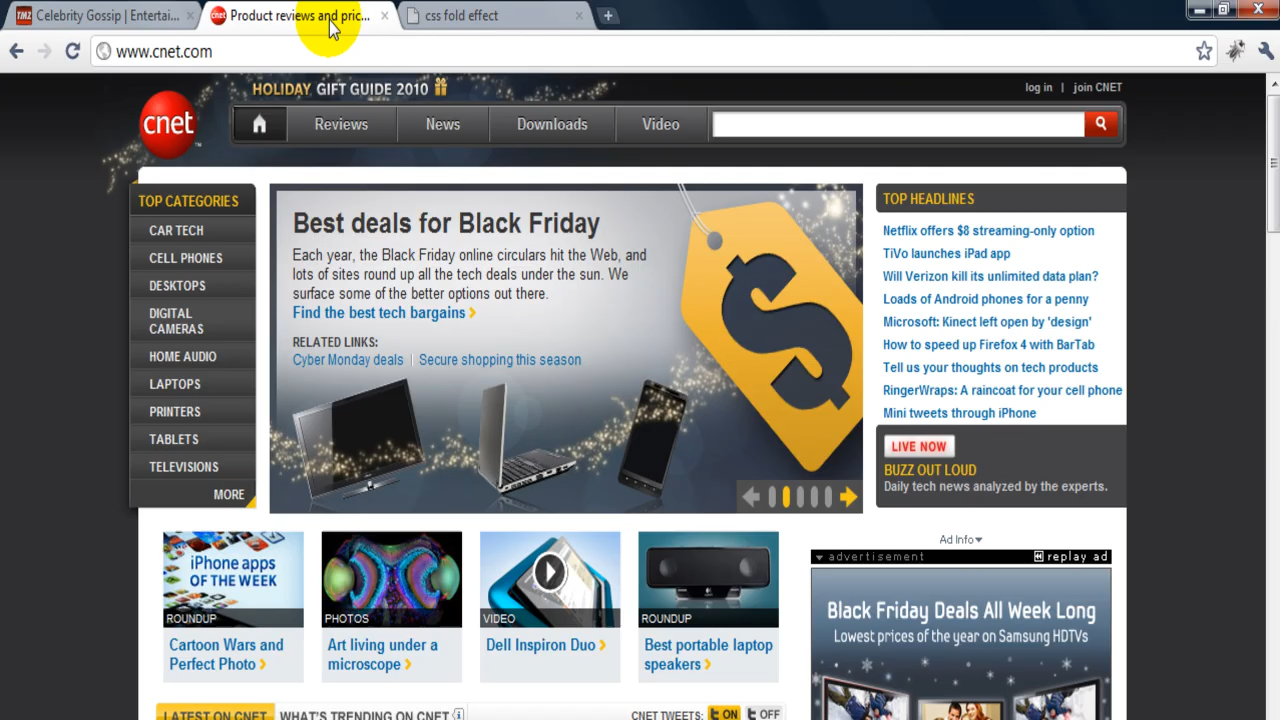 TMZ Celebrity Gossip | Entertai...
Product reviews and pric...
css fold effect
www.cnet.com
HOLIDAY GIFT GUIDE 2010
log in | join CNET
cnet
Reviews
News
Downloads
Video
TOP CATEGORIES
CAR TECH
CELL PHONES
DESKTOPS
DIGITAL
CAMERAS
HOME AUDIO
LAPTOPS
PRINTERS
TABLETS
TELEVISIONS
MORE
Best deals for Black Friday
Each year, the Black Friday online circulars hit the Web, and
lots of sites round up all the tech deals under the sun. We
surface some of the better options out there.
Find the best tech bargains
RELATED LINKS:
Cyber Monday deals | Secure shopping this season
$
TOP HEADLINES
Netflix offers $8 streaming-only option
TiVo launches iPad app
Will Verizon kill its unlimited data plan?
Loads of Android phones for a penny
Microsoft: Kinect left open by 'design'
How to speed up Firefox 4 with BarTab
Tell us your thoughts on tech products
RingerWraps: A raincoat for your cell phone
Mini tweets through iPhone
LIVE NOW
BUZZ OUT LOUD
Daily tech news analyzed by the experts.
iPhone apps
OF THE WEEK
ROUNDUP
Cartoon Wars and
Perfect Photo
PHOTOS
Art living under a
microscope
VIDEO
Dell Inspiron Duo
ROUNDUP
Best portable laptop
speakers
Ad Info
advertisement
replay ad
Black Friday Deals All Week Long
Lowest prices of the year on Samsung HDTVs
LATEST ON CNET
WHAT'S TRENDING ON CNET
CNET TWEETS: ON OFF